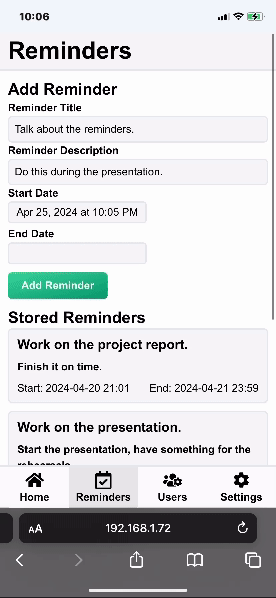 10:06
Reminders
Add Reminder
Reminder Title
Talk about the reminders.
Reminder Description
Do this during the presentation.
Start Date
Apr 25, 2024 at 10:05 PM
End Date
Add Reminder
Stored Reminders
Work on the project report.
Finish it on time.
Start: 2024-04-20 21:01 End: 2024-04-21 23:59
Work on the presentation.
Start the presentation, have something for the
rehearsals
Home Reminders Users Settings
AA 192.168.1.72